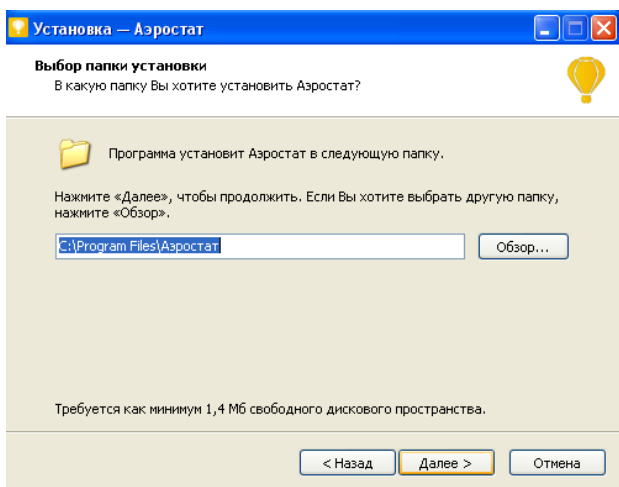 Установка — Аэростат
Выбор папки установки
В какую папку Вы хотите установить Аэростат?
Программа установит Аэростат в следующую папку.
Нажмите «Далее», чтобы продолжить. Если Вы хотите выбрать другую папку,
нажмите «Обзор».
C:\Program Files\Аэростат
Обзор...
Требуется как минимум 1,4 Мб свободного дискового пространства.
< Назад
Далее >
Отмена